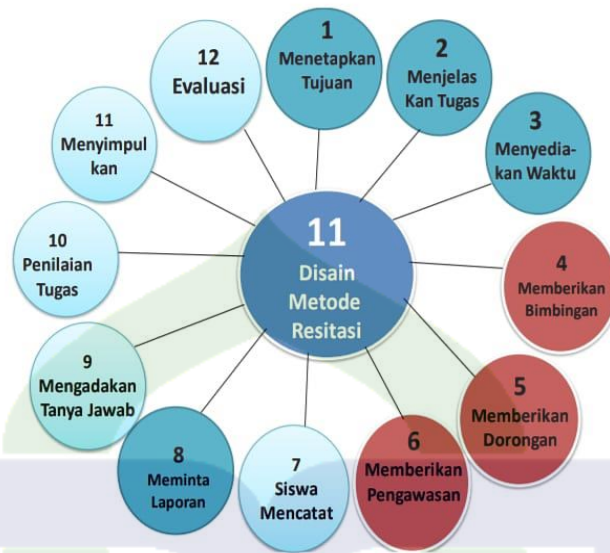 1
Menetapkan
Tujuan
2
Menjelas
Kan Tugas
3
Menyedia-
kan Waktu
4
Memberikan
Bimbingan
5
Memberikan
Dorongan
6
Memberikan
Pengawasan
7
Siswa
Mencatat
8
Meminta
Laporan
9
Mengadakan
Tanya Jawab
10
Penilaian
Tugas
11
Menyimpul
kan
12
Evaluasi
11
Disain
Metode
Resitasi